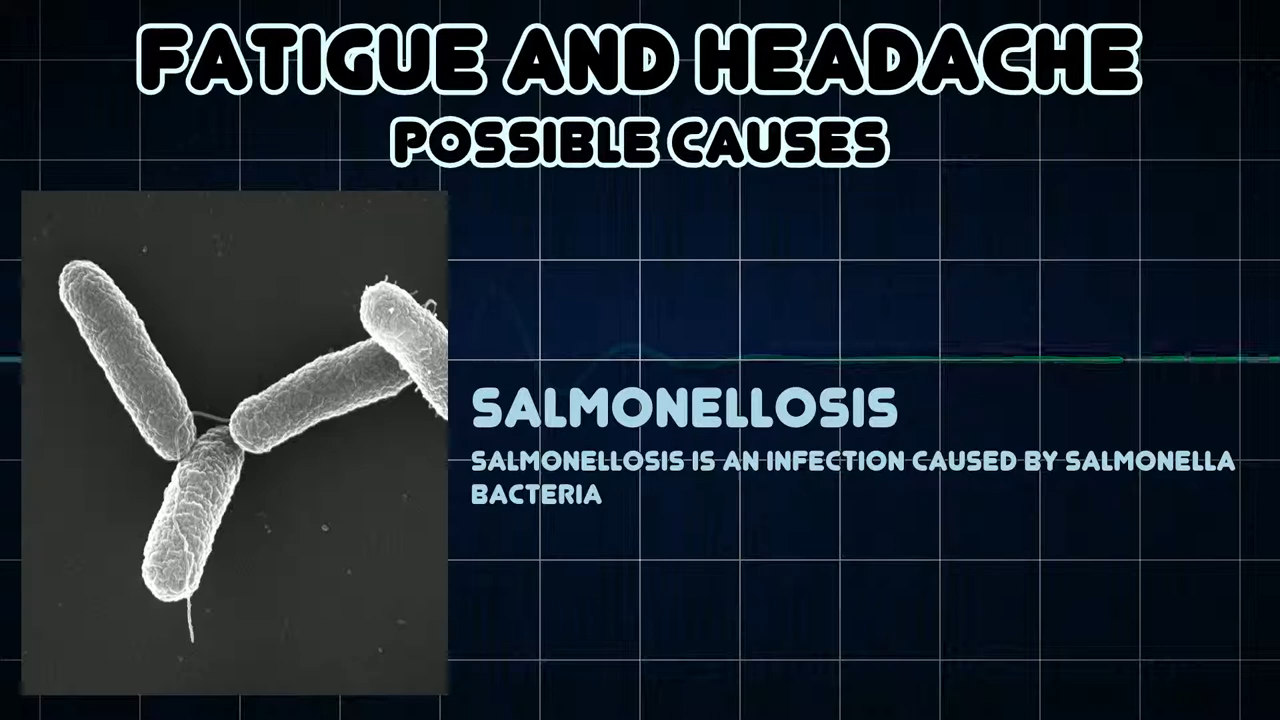 FATIGUE AND HEADACHE
POSSIBLE CAUSES
SALMONELLOSIS
SALMONELLOSIS IS AN INFECTION CAUSED BY SALMONELLA
BACTERIA